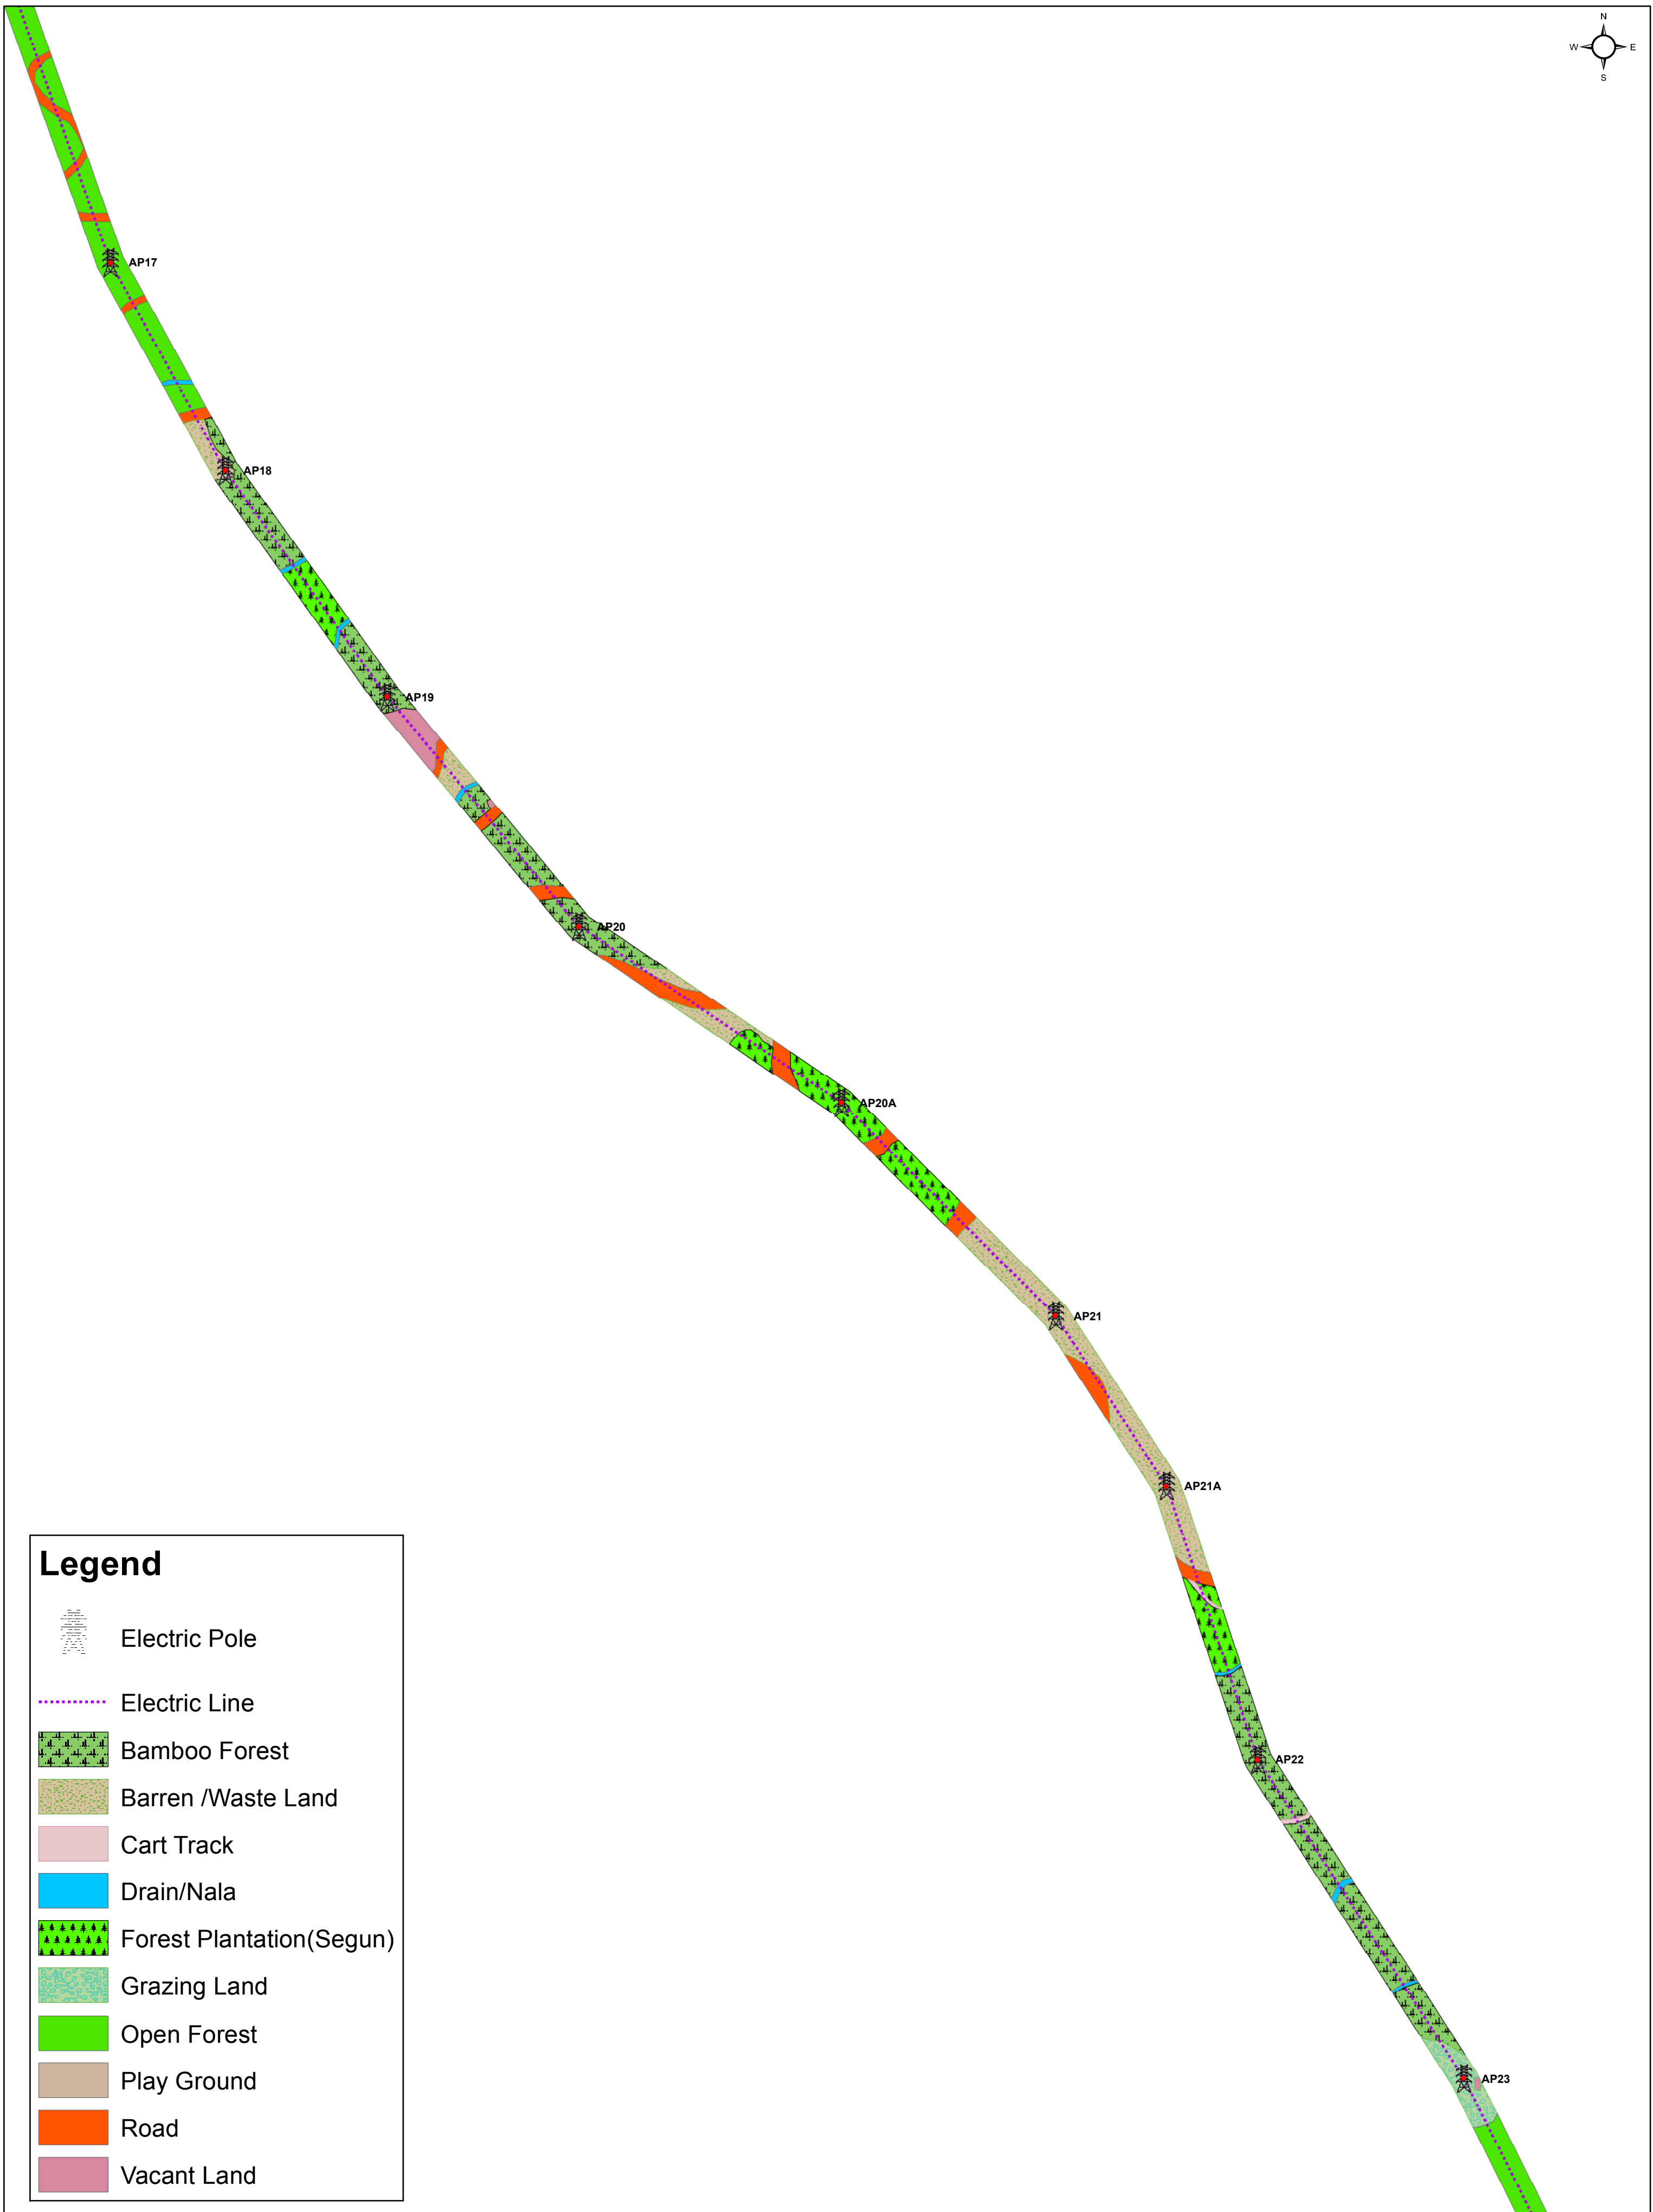 N
W E
S
AP17
AP18
AP19
AP20
AP20A
AP21
AP21A
AP22
AP23
Legend
Electric Pole
Electric Line
Bamboo Forest
Barren /Waste Land
Cart Track
Drain/Nala
Forest Plantation(Segun)
Grazing Land
Open Forest
Play Ground
Road
Vacant Land